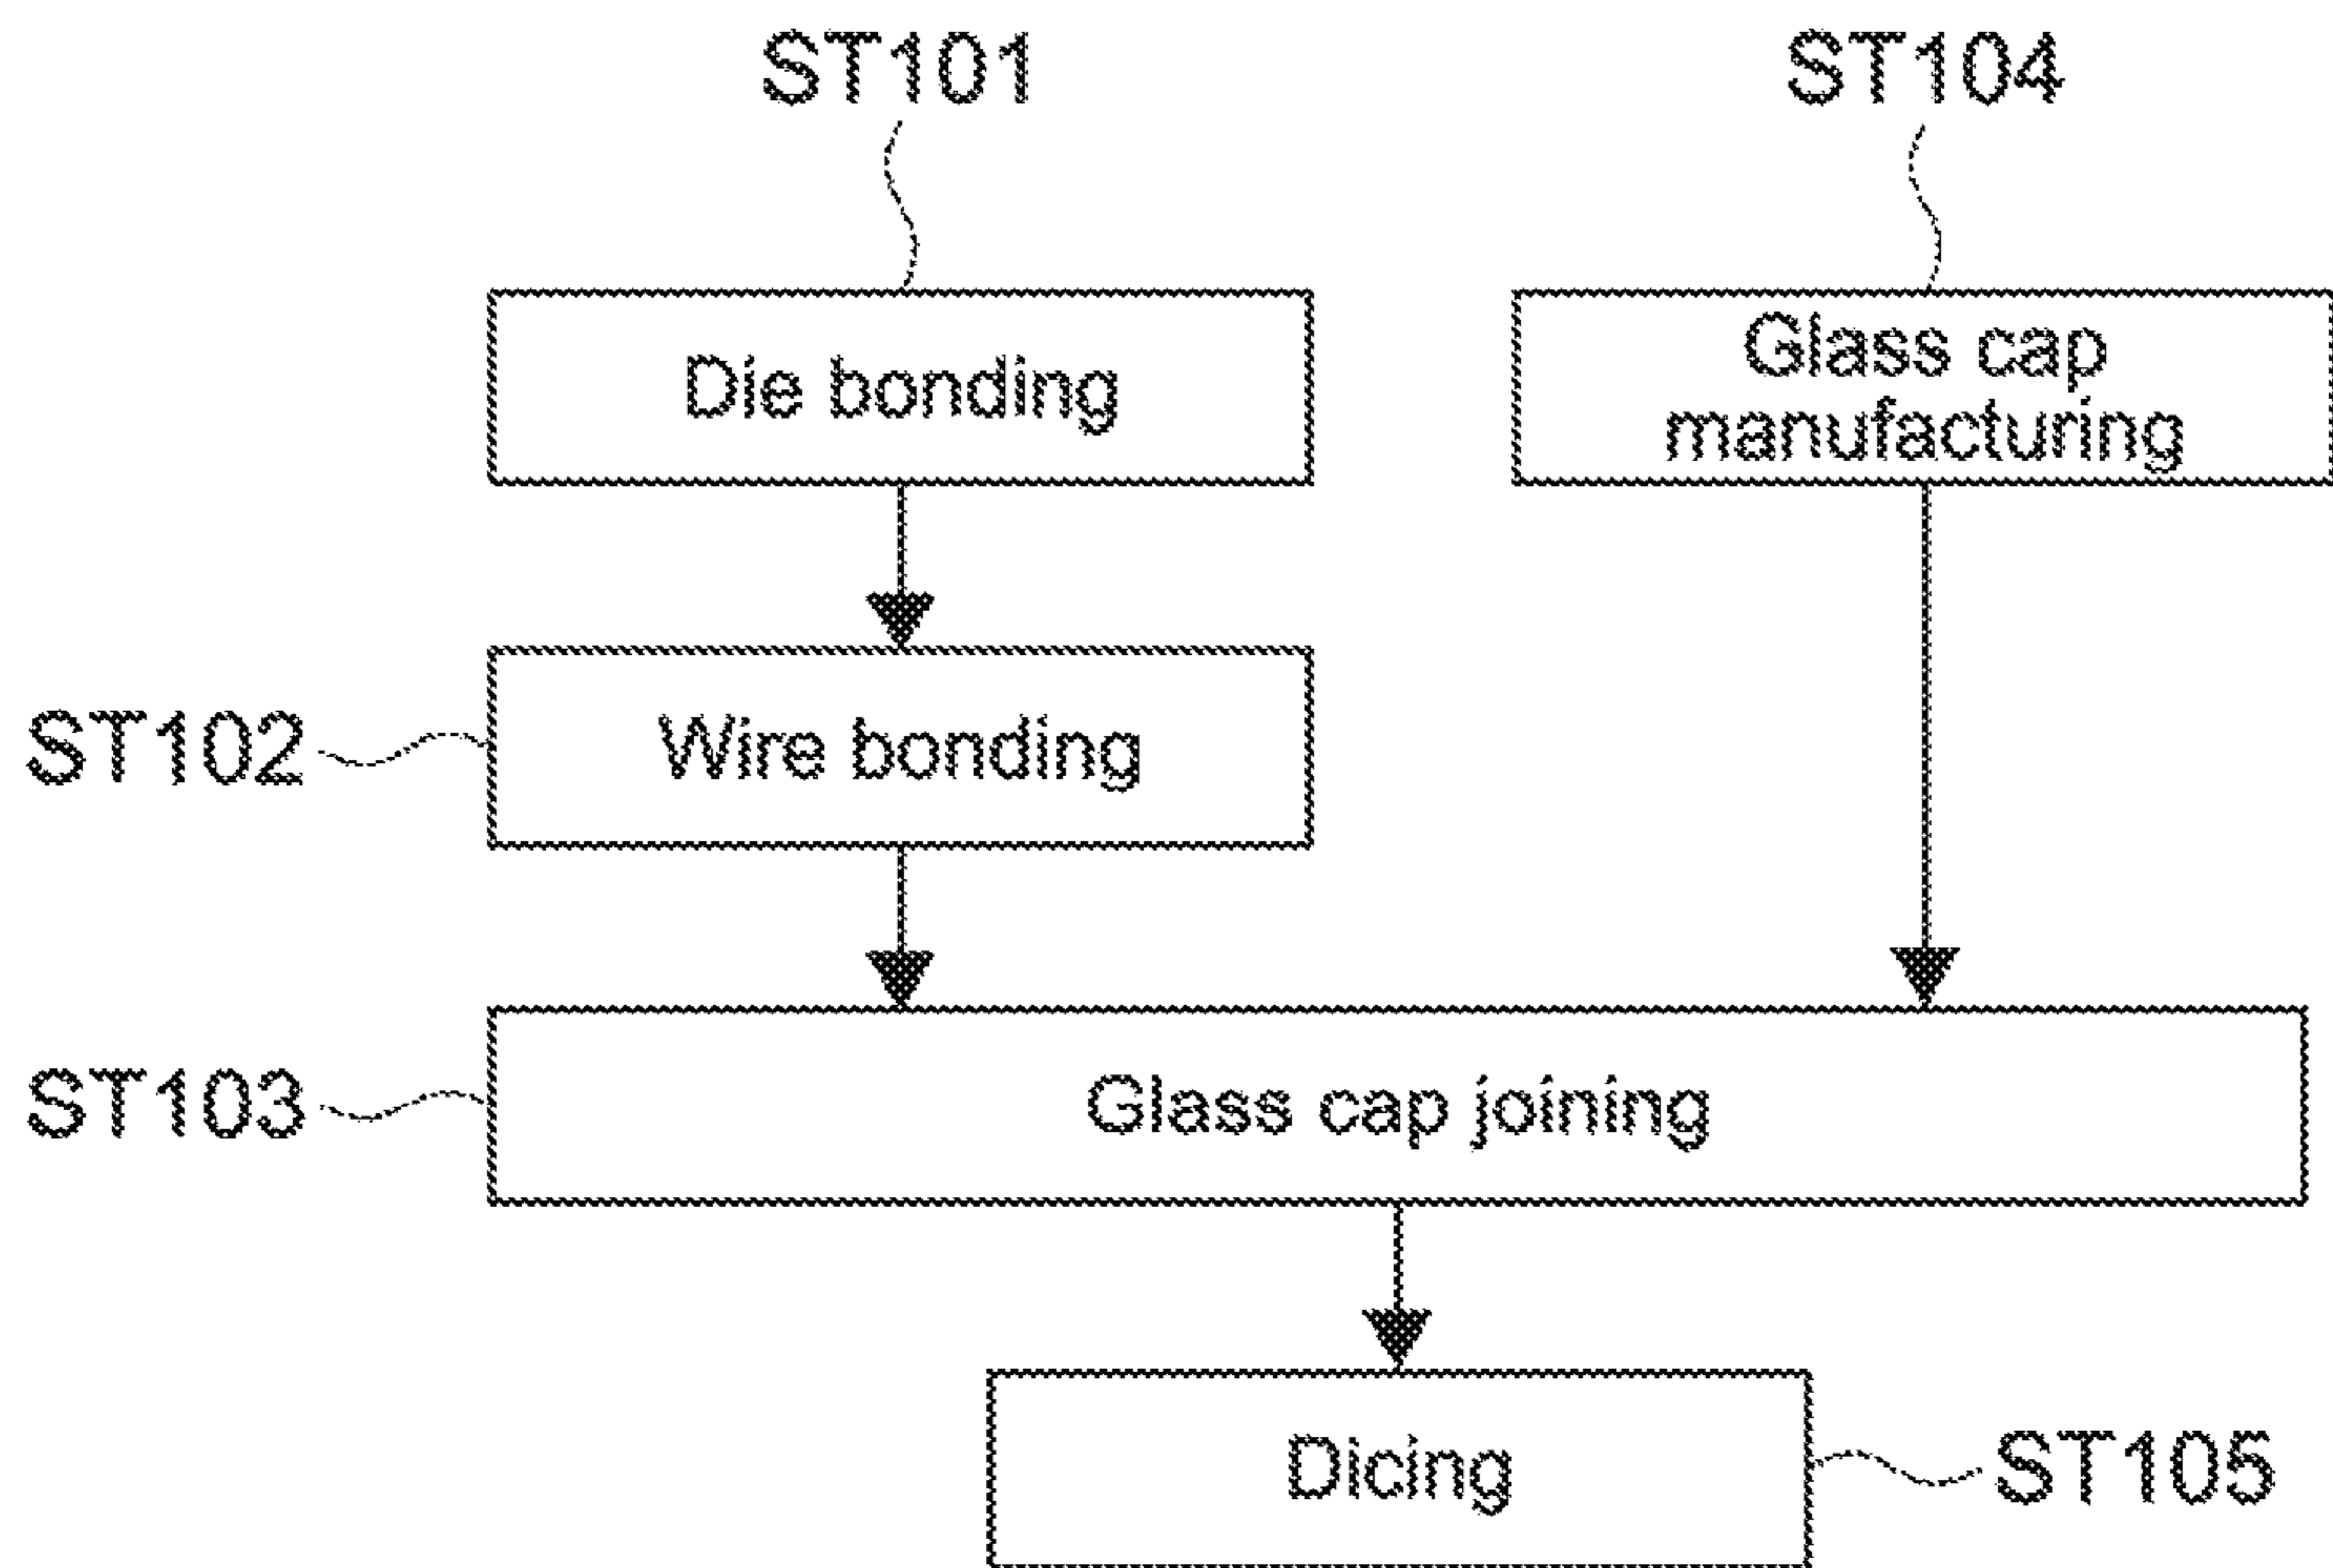 ST101
ST104
Die bonding
Glass cap
manufacturing
ST102
Wire bonding
ST103
Glass cap joining
Dicing
ST105